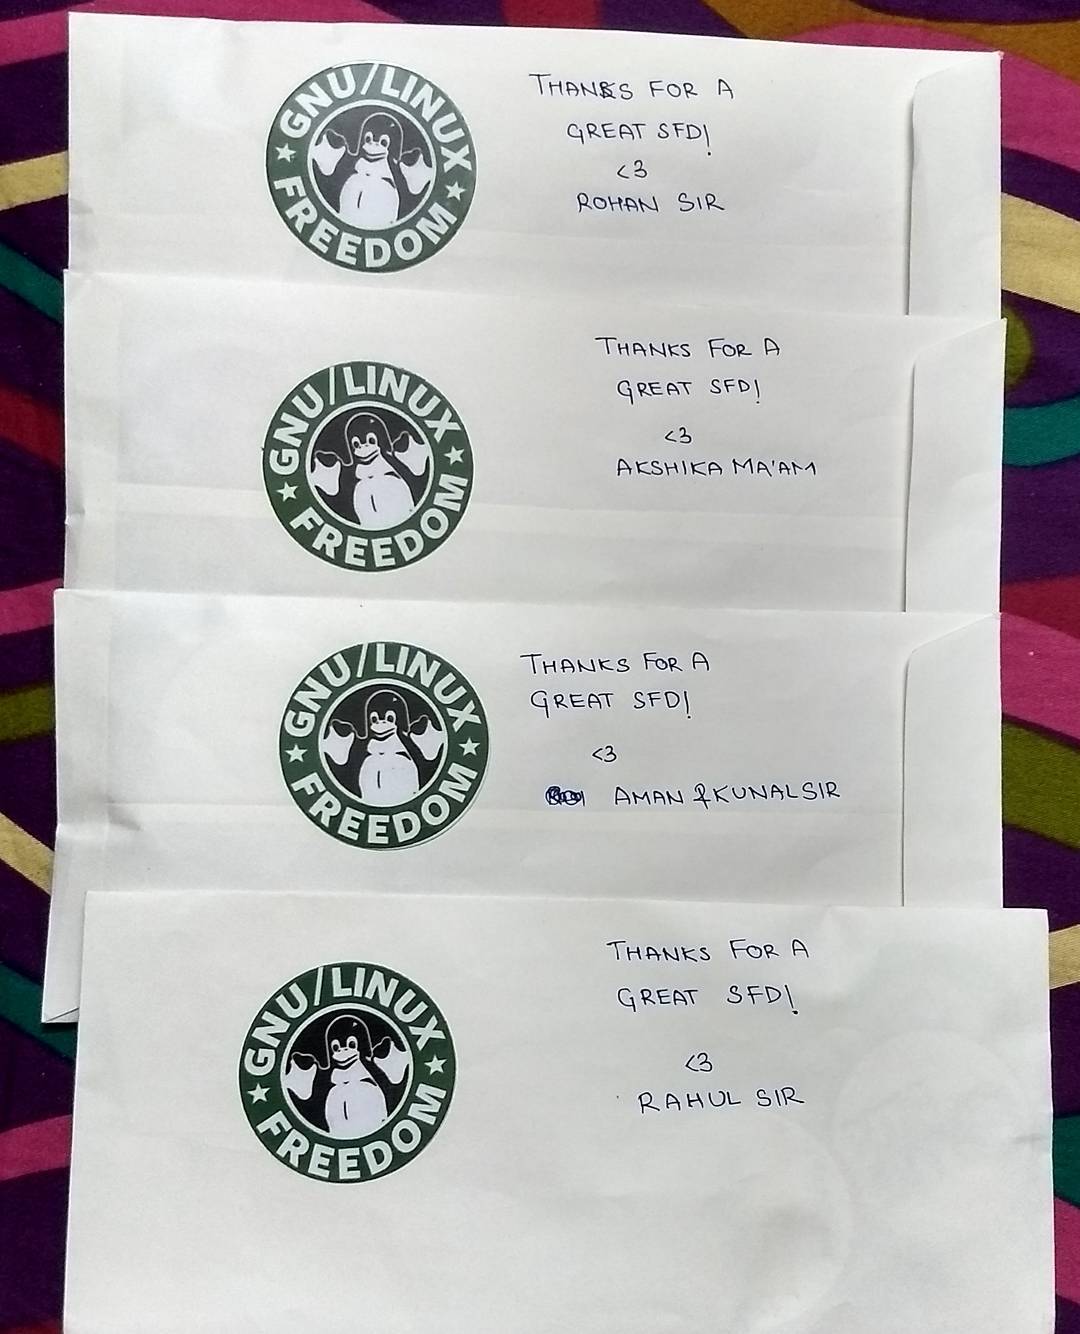 GNU/LINUX
FREEDOM
THANKS FOR A
GREAT SFD!
<3
ROHAN SIR
GNU/LINUX
FREEDOM
THANKS FOR A
GREAT SFD!
<3
AKSHIKA MA'AM
GNU/LINUX
FREEDOM
THANKS FOR A
GREAT SFD!
<3
AMAN & KUNAL SIR
GNU/LINUX
FREEDOM
THANKS FOR A
GREAT SFD!
<3
RAHUL SIR